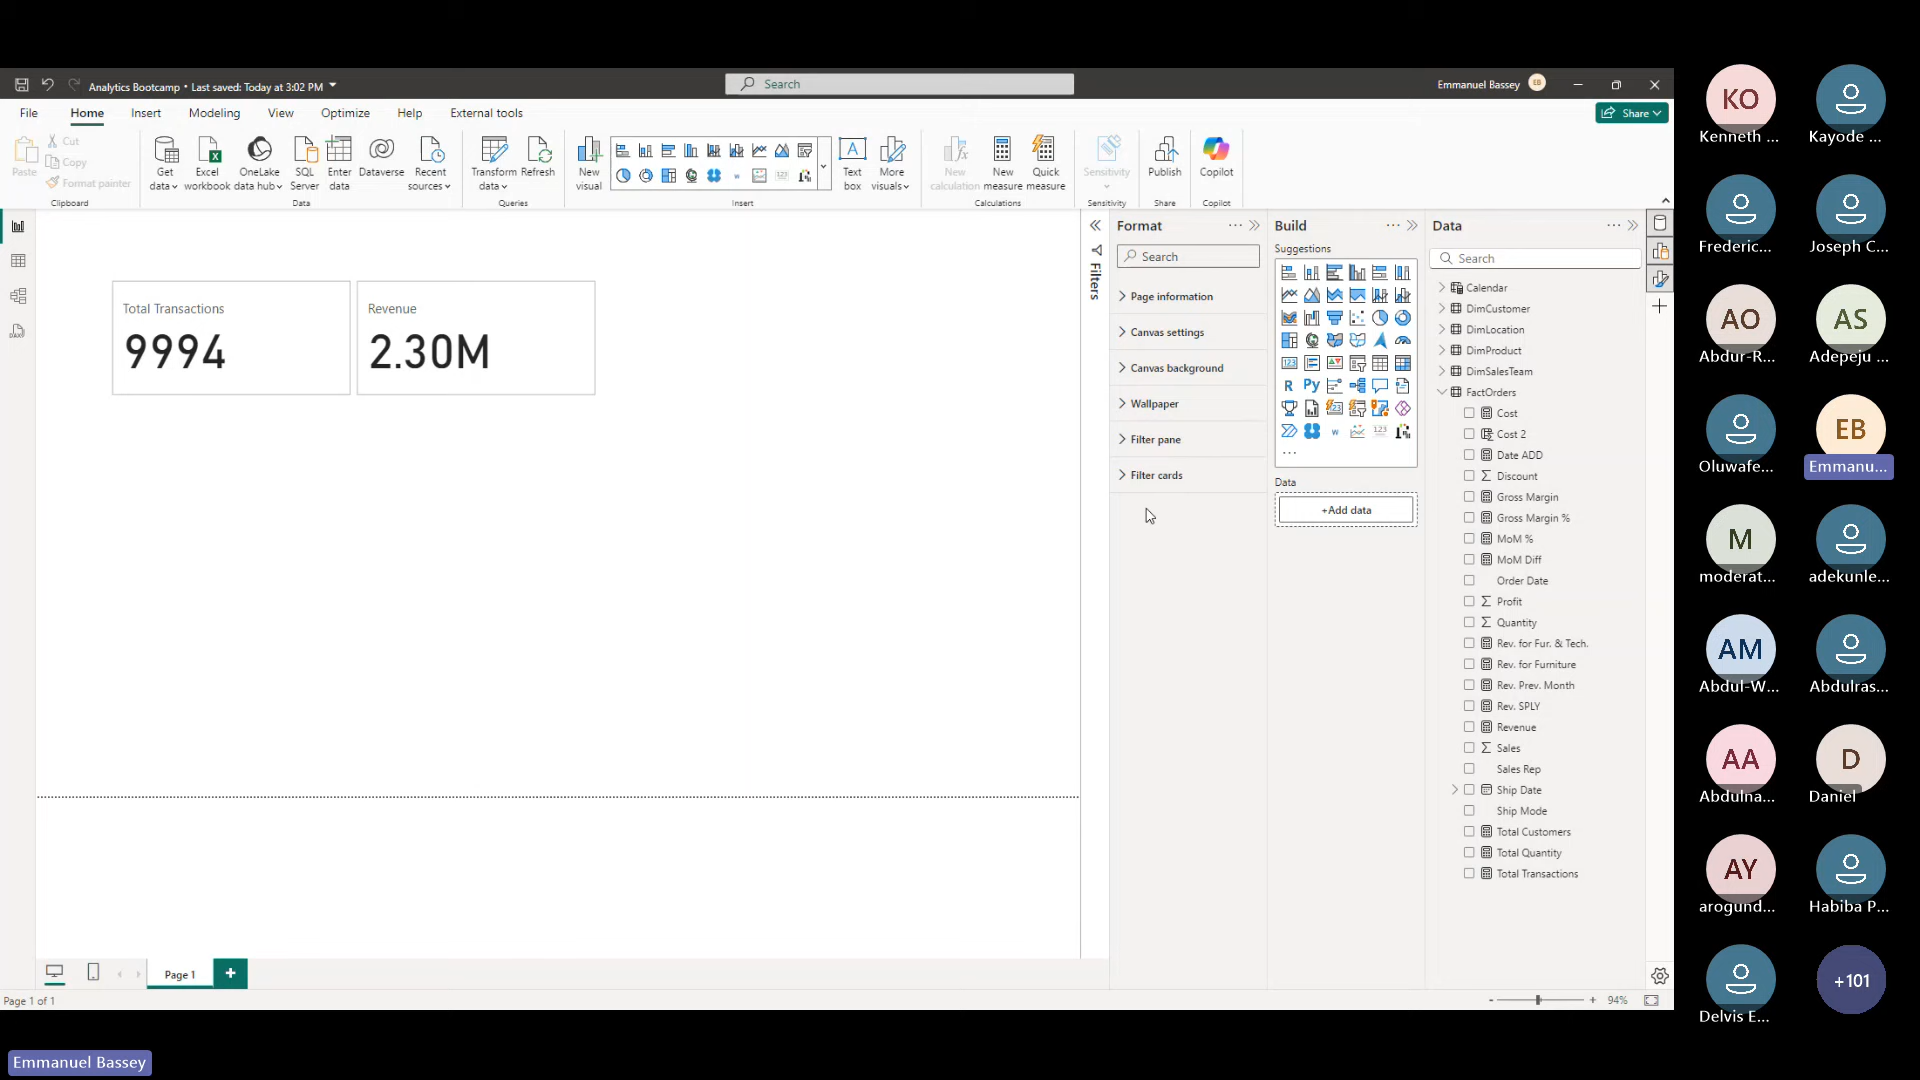 Analytics Bootcamp • Last saved: Today at 3:02 PM
Search
Emmanuel Bassey
EB
File
Home
Insert
Modeling
View
Optimize
Help
External tools
Share
Paste
Cut
Copy
Format painter
Clipboard
Get data
Excel workbook
OneLake data hub
SQL Server
Enter data
Dataverse
Recent sources
Data
Transform data
Refresh
Queries
New visual
Text box
More visuals
Insert
New calculation
New measure
Quick measure
Calculations
Sensitivity
Sensitivity
Publish
Share
Copilot
Copilot
Total Transactions
9994
Revenue
2.30M
Filters
Format
Search
Page information
Canvas settings
Canvas background
Wallpaper
Filter pane
Filter cards
Build
Suggestions
R
Py
123
Data
+Add data
Data
Search
Calendar
DimCustomer
DimLocation
DimProduct
DimSalesTeam
FactOrders
Cost
Cost 2
Date ADD
Discount
Gross Margin
Gross Margin %
MoM %
MoM Diff
Order Date
Profit
Quantity
Rev. for Fur. & Tech.
Rev. for Furniture
Rev. Prev. Month
Rev. SPLY
Revenue
Sales
Sales Rep
Ship Date
Ship Mode
Total Customers
Total Quantity
Total Transactions
Page 1
Page 1 of 1
94%
Emmanuel Bassey
KO
Kenneth ...
Kayode ...
Frederic...
Joseph C...
AO
Abdur-R...
AS
Adepeju ...
Oluwafe...
EB
Emmanu...
M
moderat...
adekunle...
AM
Abdul-W...
Abdulras...
AA
Abdulna...
D
Daniel
AY
arogund...
Habiba P...
Delvis E...
+101